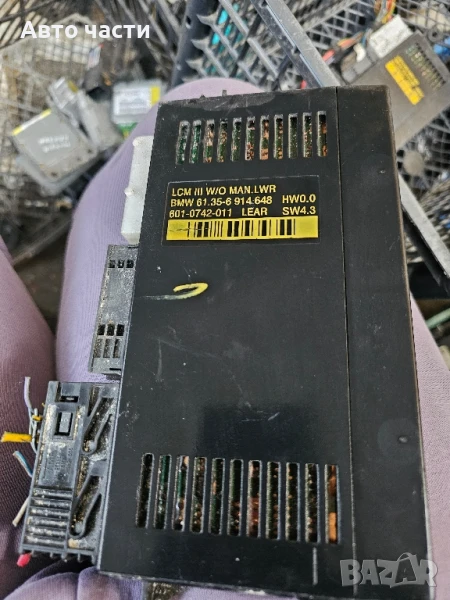 Авто части
LCM III W/O MAN.LWR
BMW 61.35-6 914.648 HW0.0
601-0742-011 LEAR SW4.3
BAZAR